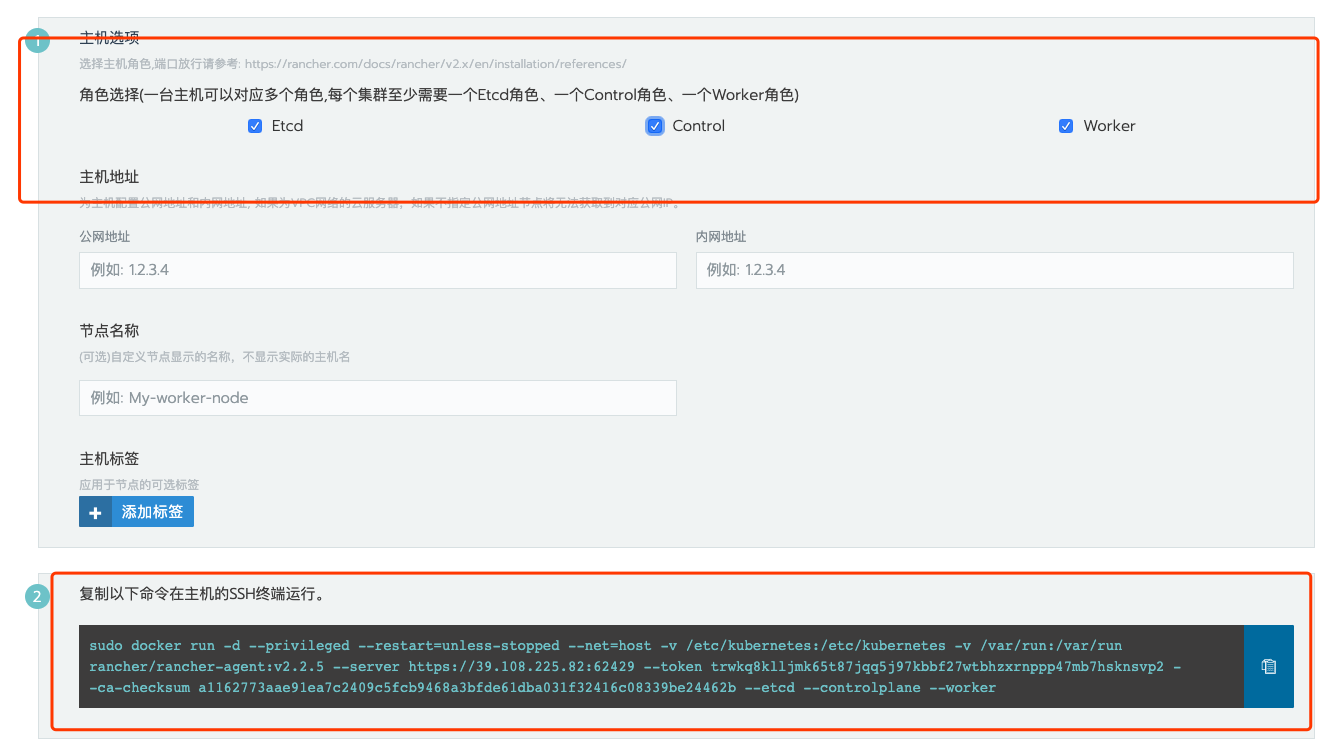 1
主机选项
选择主机角色,端口放行请参考: https://rancher.com/docs/rancher/v2.x/en/installation/references/
角色选择(一台主机可以对应多个角色,每个集群至少需要一个Etcd角色、一个Control角色、一个Worker角色)
Etcd Control Worker
主机地址
为主机配置公网地址和内网地址, 如果为VPC网络的云服务器，如果不指定公网地址节点将无法获取到对应公网IP。
公网地址 内网地址
例如: 1.2.3.4 例如: 1.2.3.4
节点名称
(可选)自定义节点显示的名称，不显示实际的主机名
例如: My-worker-node
主机标签
应用于节点的可选标签
+ 添加标签
2
复制以下命令在主机的SSH终端运行。
sudo docker run -d --privileged --restart=unless-stopped --net=host -v /etc/kubernetes:/etc/kubernetes -v /var/run:/var/run
rancher/rancher-agent:v2.2.5 --server https://39.108.225.82:62429 --token trwkq8klljmk65t87jqq5j97kbbf27wtbhzxrnppp47mb7hsknsvp2 -
-ca-checksum a1162773aae91ea7c2409c5fcb9468a3bfde61dba031f32416c08339be24462b --etcd --controlplane --worker